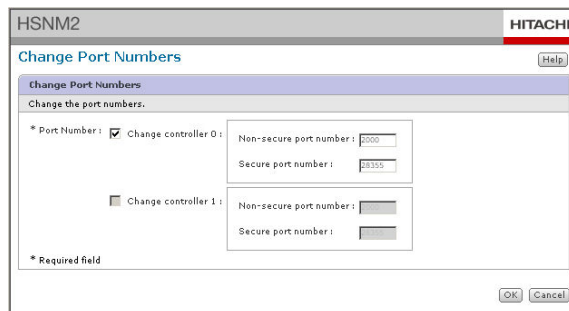 HSNM2
HITACHI
Change Port Numbers
Help
Change Port Numbers
Change the port numbers.
* Port Number : Change controller 0 :
Non-secure port number : 2000
Secure port number : 28355
Change controller 1 :
Non-secure port number :
Secure port number :
* Required field
OK Cancel